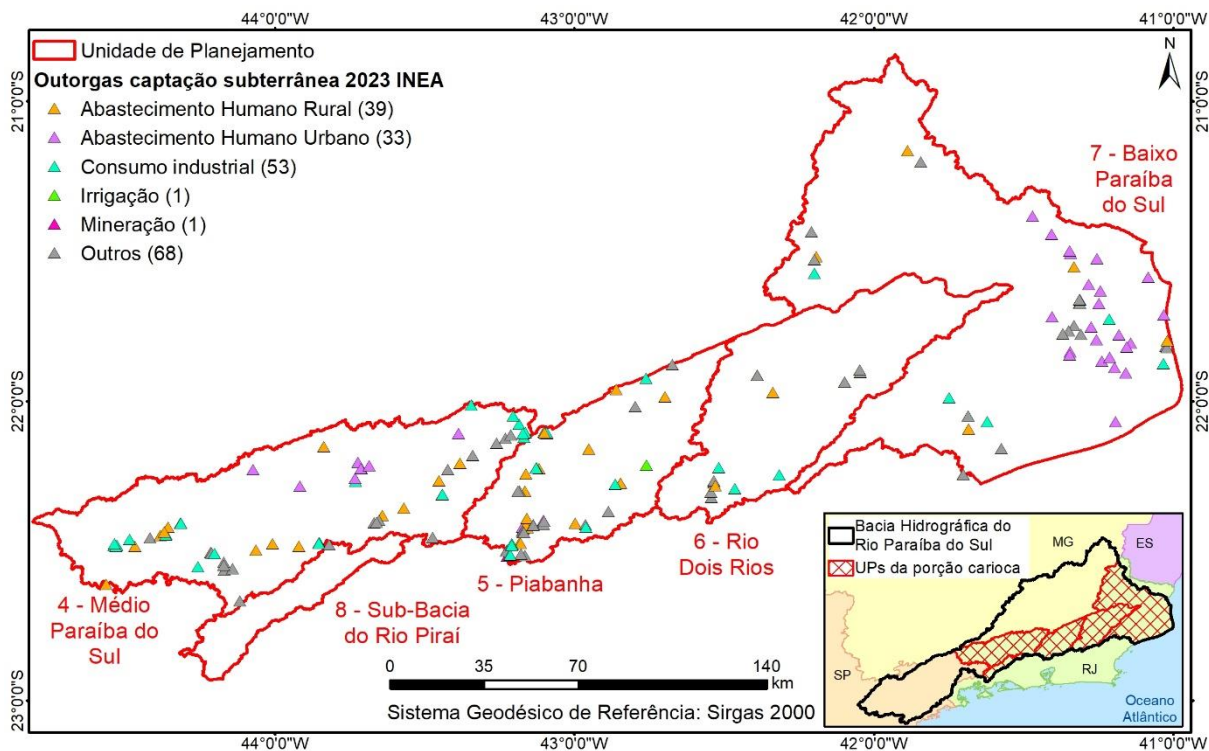 44°0'0"W
43°0'0"W
42°0'0"W
41°0'0"W
Unidade de Planejamento
Outorgas captação subterrânea 2023 INEA
Abastecimento Humano Rural (39)
Abastecimento Humano Urbano (33)
Consumo industrial (53)
Irrigação (1)
Mineração (1)
Outros (68)
N
21°0'0"S
21°0'0"S
7 - Baixo
Paraíba
do Sul
22°0'0"S
22°0'0"S
6 - Rio
Dois Rios
5 - Piabanha
4 - Médio
Paraíba do
Sul
8 - Sub-Bacia
do Rio Piraí
0 35 70 140
km
Sistema Geodésico de Referência: Sirgas 2000
Bacia Hidrográfica do
Rio Paraíba do Sul
UPs da porção carioca
MG
ES
SP
RJ
Oceano
Atlântico
23°0'0"S
23°0'0"S
44°0'0"W
43°0'0"W
42°0'0"W
41°0'0"W